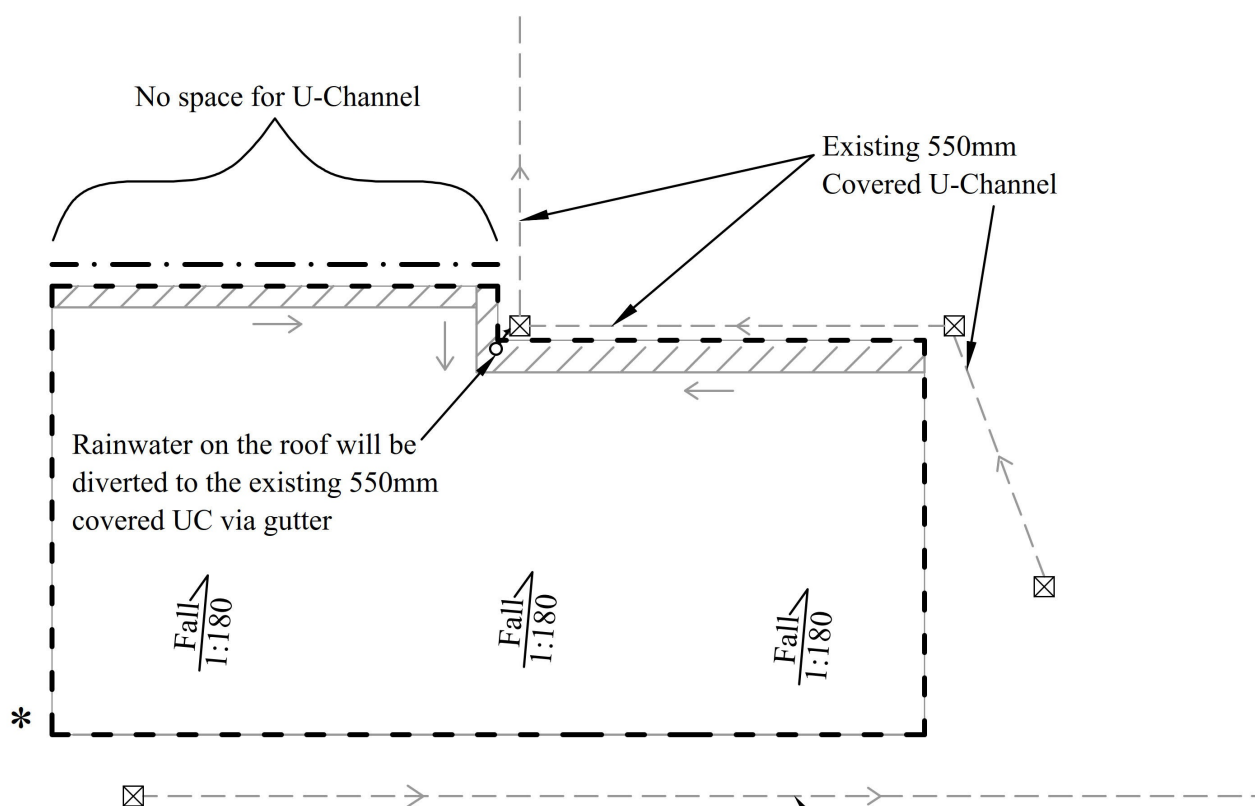 No space for U-Channel
Existing 550mm
Covered U-Channel
Rainwater on the roof will be
diverted to the existing 550mm
covered UC via gutter
Fall
1:180
Fall
1:180
Fall
1:180
*